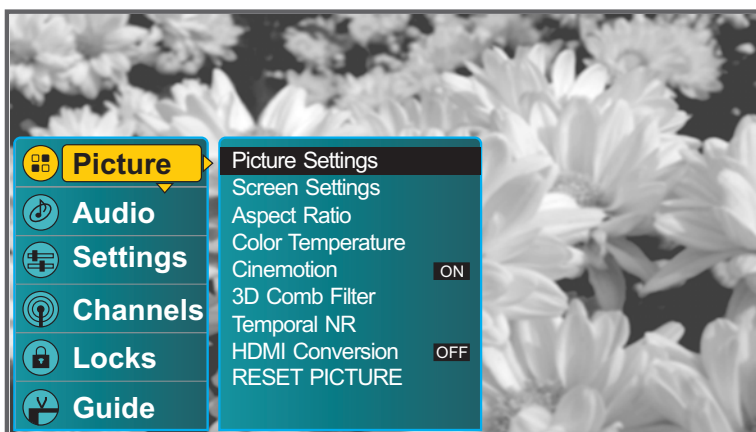 Picture
Audio
Settings
Channels
Locks
Guide
Picture Settings
Screen Settings
Aspect Ratio
Color Temperature
Cinemotion ON
3D Comb Filter
Temporal NR
HDMI Conversion OFF
RESET PICTURE